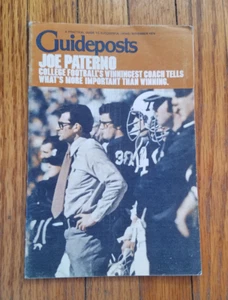 Guideposts
JOE PATERNO
COLLEGE FOOTBALL'S WINNINGEST COACH TELLS
WHAT'S MORE IMPORTANT THAN WINNING.